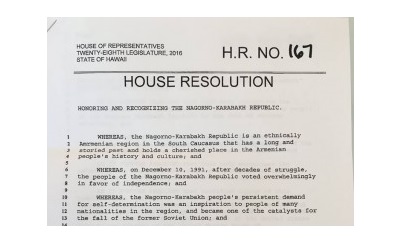 HOUSE OF REPRESENTATIVES
TWENTY-EIGHTH LEGISLATURE, 2016
STATE OF HAWAII
H.R. NO. 167
HOUSE RESOLUTION
HONORING AND RECOGNIZING THE NAGORNO-KARABAKH REPUBLIC.
1 WHEREAS, the Nagorno-Karabakh Republic is an ethnically
2 Armenian region in the South Caucasus that has a long and
3 storied past and holds a cherished place in the Armenian
4 people's history and culture; and
5
6 WHEREAS, on December 10, 1991, after decades of struggle,
7 the people of the Nagorno-Karabakh Republic voted overwhelmingly
8 in favor of independence; and
9
10 WHEREAS, the Nagorno-Karabakh people's persistent demand
11 for self-determination was an inspiration to people of many
12 nationalities in the region, and became one of the catalysts for
13 the fall of the former Soviet Union; and
14